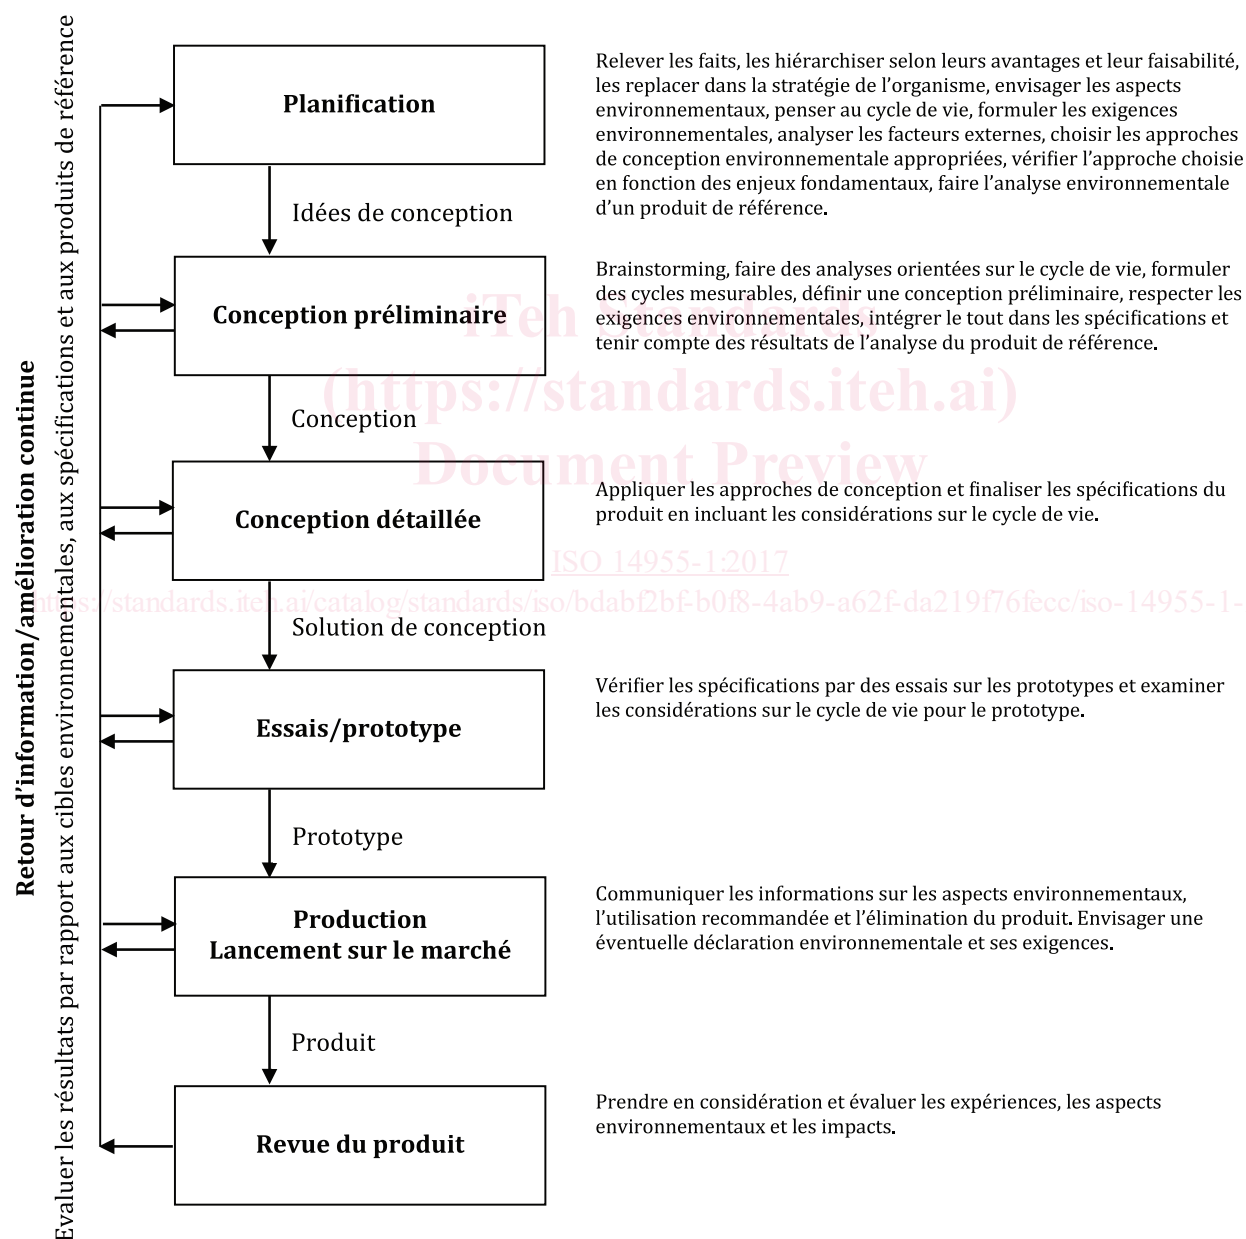 Retour d’information/amélioration continue
Evaluer les résultats par rapport aux cibles environnementales, aux spécifications et aux produits de référence
Planification
Relever les faits, les hiérarchiser selon leurs avantages et leur faisabilité,
les replacer dans la stratégie de l’organisme, envisager les aspects
environnementaux, penser au cycle de vie, formuler les exigences
environnementales, analyser les facteurs externes, choisir les approches
de conception environnementale appropriées, vérifier l’approche choisie
en fonction des enjeux fondamentaux, faire l’analyse environnementale
d’un produit de référence.
Idées de conception
Conception préliminaire
Brainstorming, faire des analyses orientées sur le cycle de vie, formuler
des cycles mesurables, définir une conception préliminaire, respecter les
exigences environnementales, intégrer le tout dans les spécifications et
tenir compte des résultats de l’analyse du produit de référence.
iTeh Standards
(https://standards.iteh.ai)
Document Preview
Conception
Conception détaillée
Appliquer les approches de conception et finaliser les spécifications du
produit en incluant les considérations sur le cycle de vie.
ISO 14955-1:2017
https://standards.iteh.ai/catalog/standards/iso/bdabf2bf-b0f8-4ab9-a62f-da219f76fecc/iso-14955-1-
Solution de conception
Essais/prototype
Vérifier les spécifications par des essais sur les prototypes et examiner
les considérations sur le cycle de vie pour le prototype.
Prototype
Production
Lancement sur le marché
Communiquer les informations sur les aspects environnementaux,
l’utilisation recommandée et l’élimination du produit. Envisager une
éventuelle déclaration environnementale et ses exigences.
Produit
Revue du produit
Prendre en considération et évaluer les expériences, les aspects
environnementaux et les impacts.